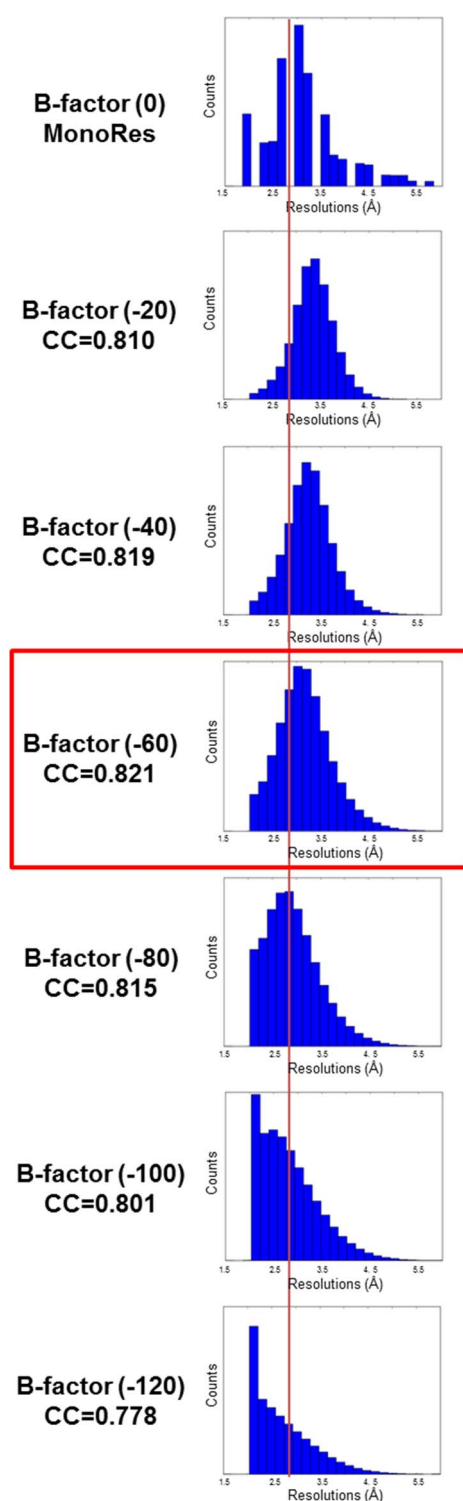 B-factor (0)
MonoRes
Counts
1.5 2.5 3.5 4. 5 5.5
Resolutions (Å)
B-factor (-20)
CC=0.810
Counts
1.5 2.5 3.5 4. 5 5.5
Resolutions (Å)
B-factor (-40)
CC=0.819
Counts
1.5 2.5 3.5 4. 5 5.5
Resolutions (Å)
B-factor (-60)
CC=0.821
Counts
1.5 2.5 3.5 4. 5 5.5
Resolutions (Å)
B-factor (-80)
CC=0.815
Counts
1.5 2.5 3.5 4. 5 5.5
Resolutions (Å)
B-factor (-100)
CC=0.801
Counts
1.5 2.5 3.5 4. 5 5.5
Resolutions (Å)
B-factor (-120)
CC=0.778
Counts
1.5 2.5 3.5 4. 5 5.5
Resolutions (Å)